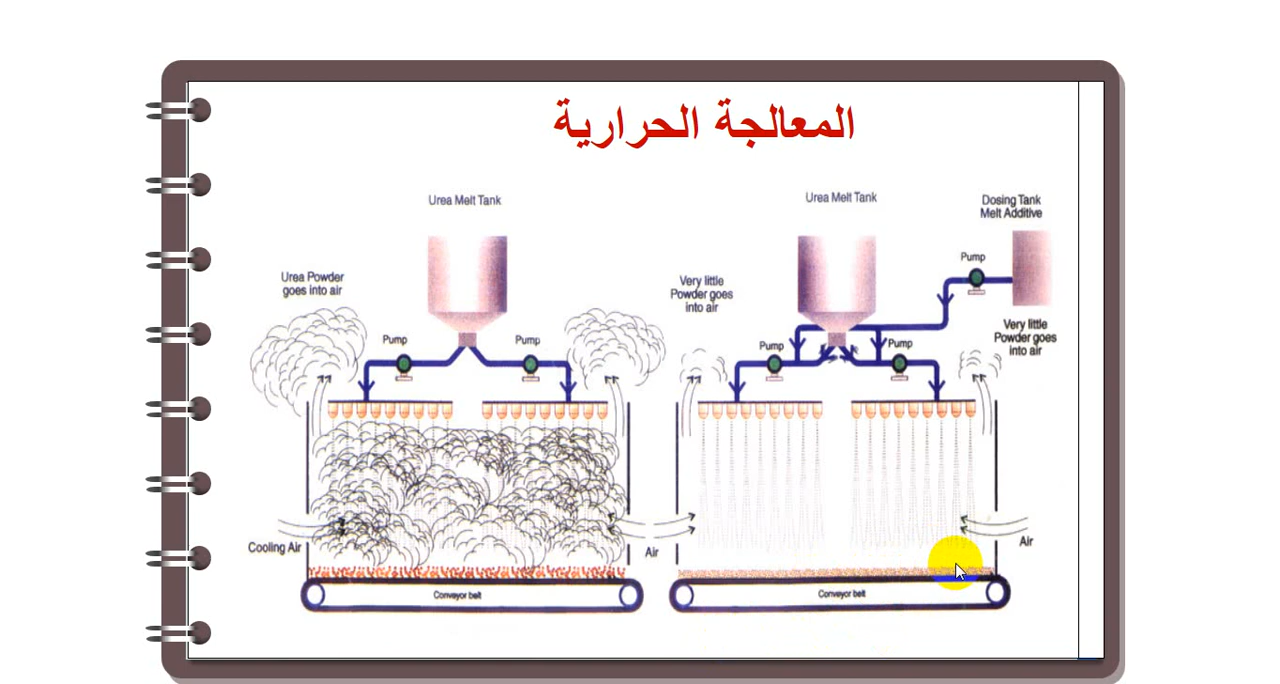 المعالجة الحرارية
Urea Melt Tank
Urea Melt Tank
Dosing Tank
Melt Additive
Urea Powder
goes into air
Very little
Powder goes
into air
Pump
Very little
Powder goes
into air
Pump
Pump
Pump
Pump
Cooling Air
Air
Air
Conveyor belt
Conveyor belt